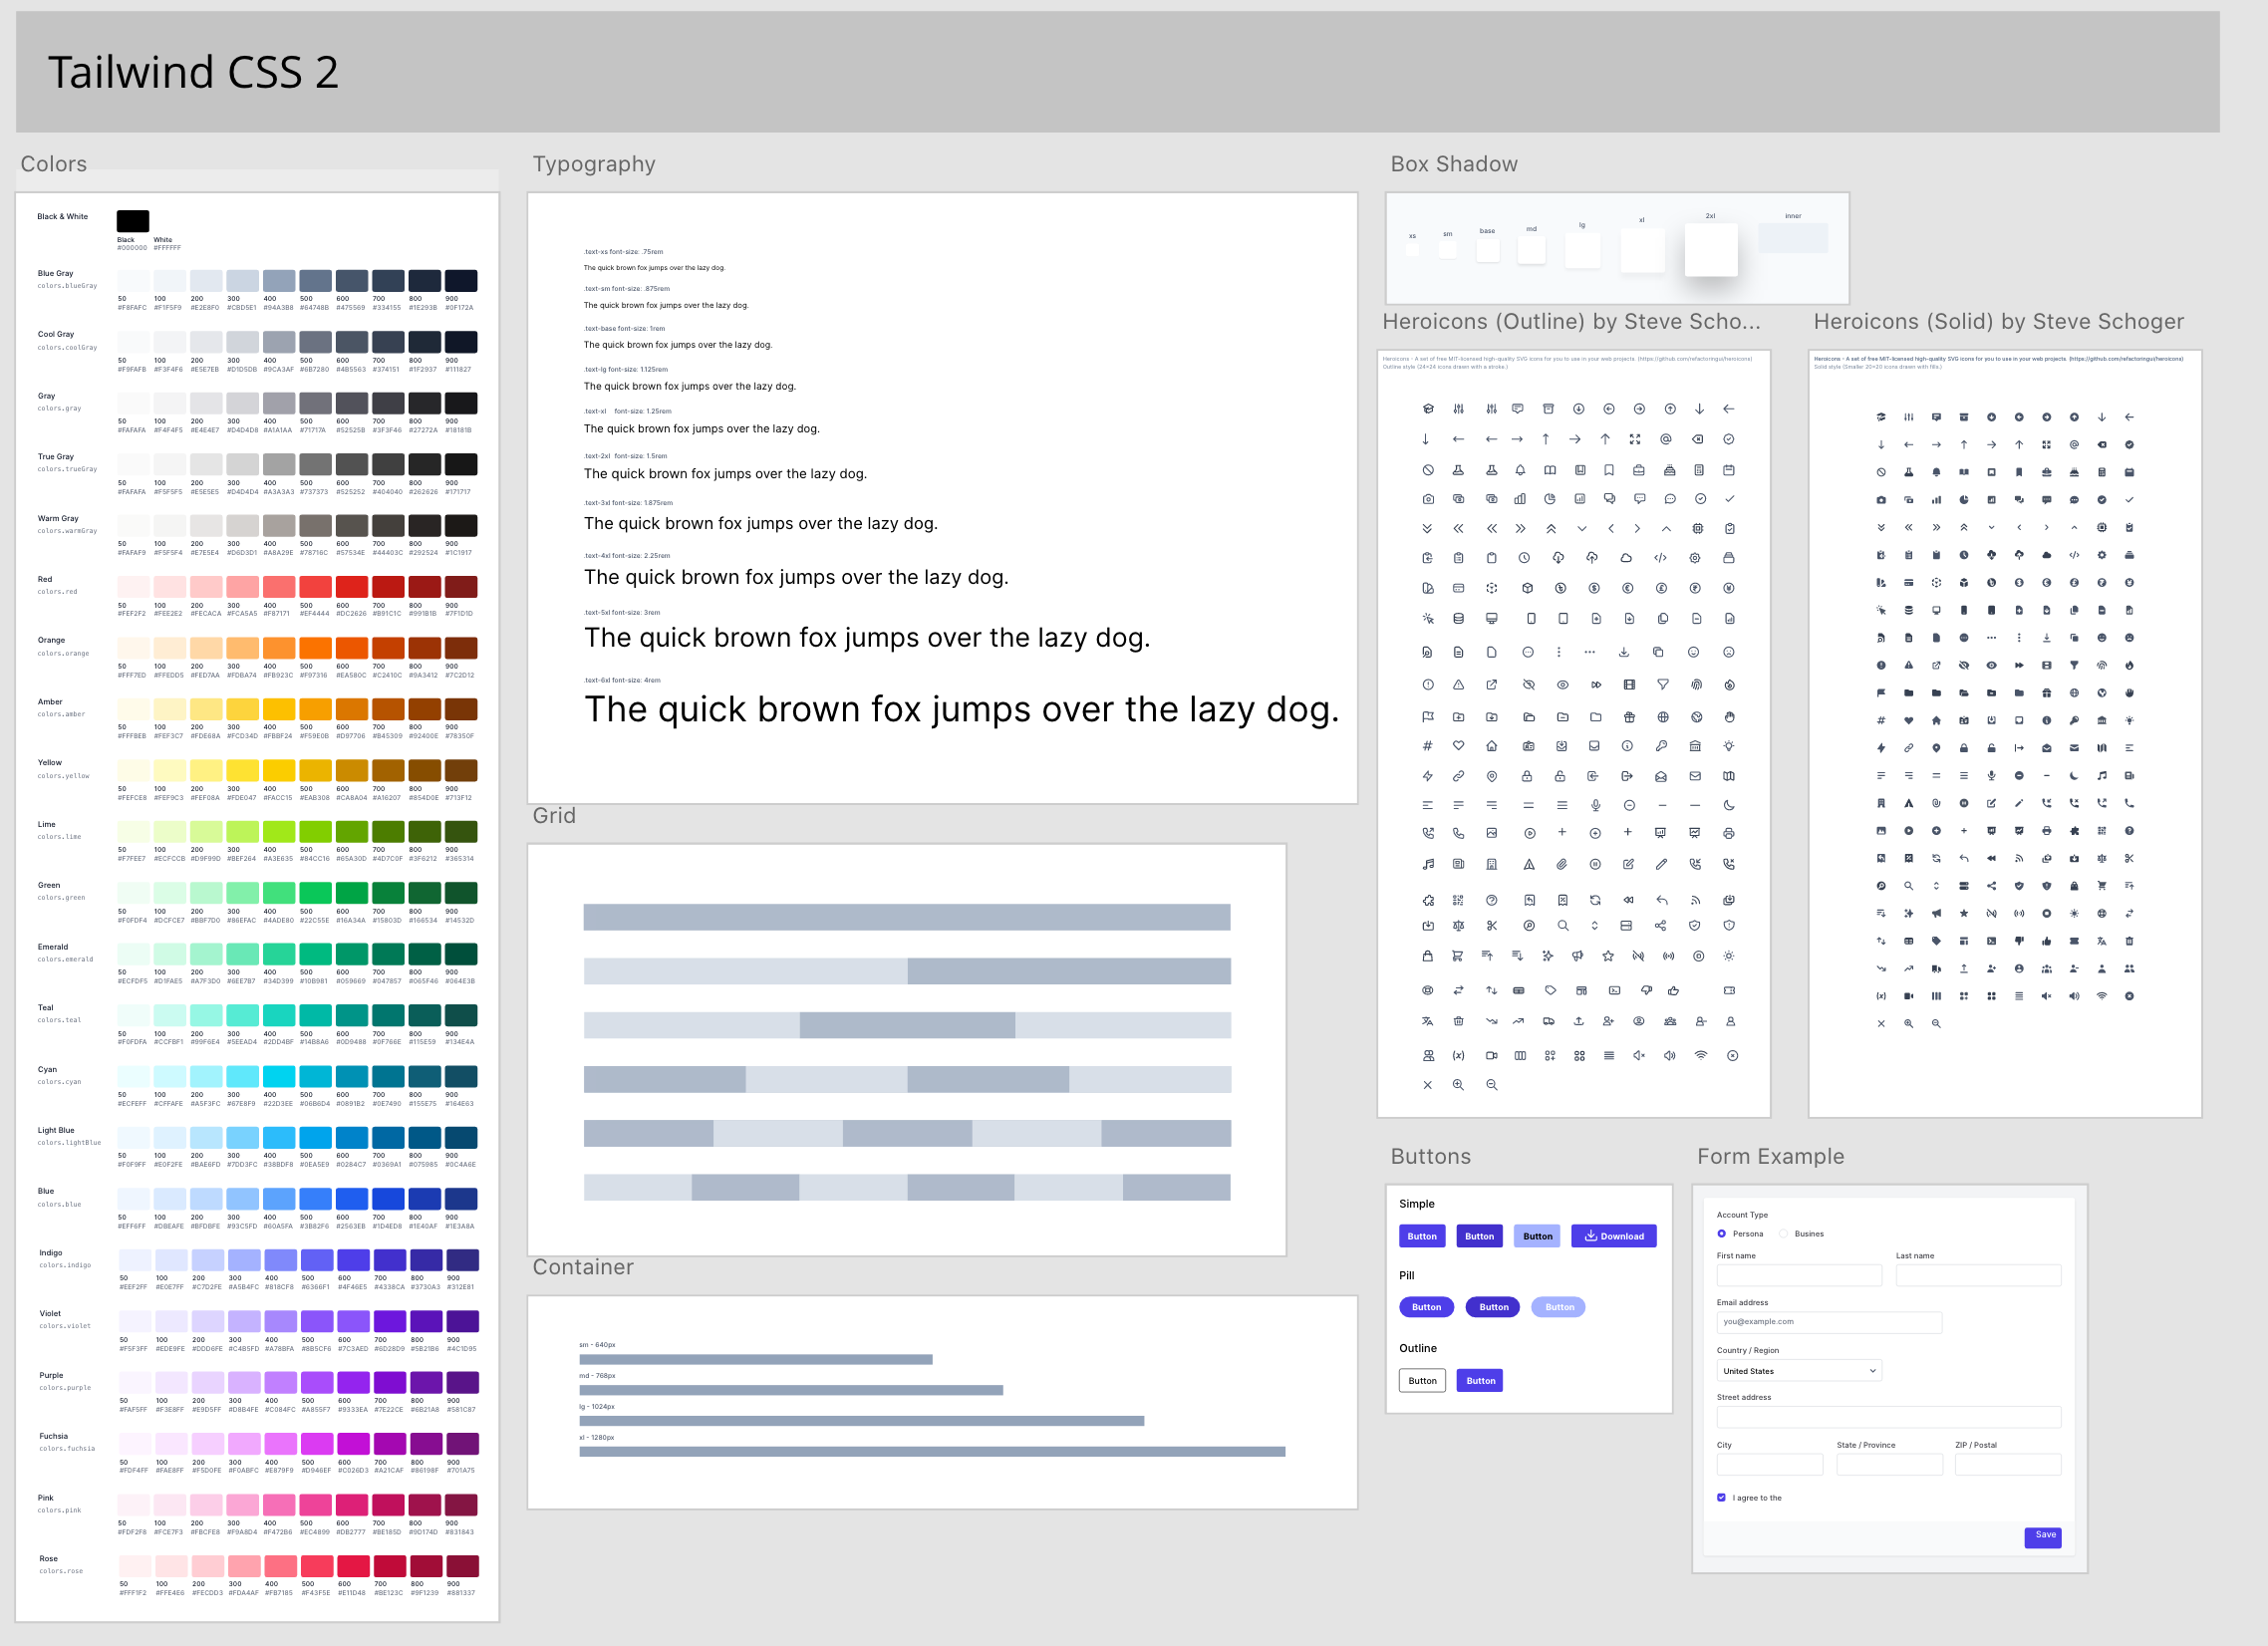 Tailwind CSS 2
Colors
Black & White
Black White
#000000 #FFFFFF
Blue Gray
colors.blueGray
50 100 200 300 400 500 600 700 800 900
#F8FAFC #F1F5F9 #E2E8F0 #CBD5E1 #94A3B8 #64748B #475569 #334155 #1E293B #0F172A
Cool Gray
colors.coolGray
50 100 200 300 400 500 600 700 800 900
#F9FAFB #F3F4F6 #E5E7EB #D1D5DB #9CA3AF #6B7280 #4B5563 #374151 #1F2937 #111827
Gray
colors.gray
50 100 200 300 400 500 600 700 800 900
#FAFAFA #F4F4F5 #E4E4E7 #D4D4D8 #A1A1AA #71717A #52525B #3F3F46 #27272A #18181B
True Gray
colors.trueGray
50 100 200 300 400 500 600 700 800 900
#FAFAFA #F5F5F5 #E5E5E5 #D4D4D4 #A3A3A3 #737373 #525252 #404040 #262626 #171717
Warm Gray
colors.warmGray
50 100 200 300 400 500 600 700 800 900
#FAFAF9 #F5F5F4 #E7E5E4 #D6D3D1 #A8A29E #78716C #57534E #44403C #292524 #1C1917
Red
colors.red
50 100 200 300 400 500 600 700 800 900
#FEF2F2 #FEE2E2 #FECACA #FCA5A5 #F87171 #EF4444 #DC2626 #B91C1C #991B1B #7F1D1D
Orange
colors.orange
50 100 200 300 400 500 600 700 800 900
#FFF7ED #FFEDD5 #FED7AA #FDBA74 #FB923C #F97316 #EA580C #C2410C #9A3412 #7C2D12
Amber
colors.amber
50 100 200 300 400 500 600 700 800 900
#FFFBEB #FEF3C7 #FDE68A #FCD34D #FBBF24 #F59E0B #D97706 #B45309 #92400E #78350F
Yellow
colors.yellow
50 100 200 300 400 500 600 700 800 900
#FEFCE8 #FEF9C3 #FEF08A #FDE047 #FACC15 #EAB308 #CA8A04 #A16207 #854D0E #713F12
Lime
colors.lime
50 100 200 300 400 500 600 700 800 900
#F7FEE7 #ECFCCB #D9F99D #BEF264 #A3E635 #84CC16 #65A30D #4D7C0F #3F6212 #365314
Green
colors.green
50 100 200 300 400 500 600 700 800 900
#F0FDF4 #DCFCE7 #BBF7D0 #86EFAC #4ADE80 #22C55E #16A34A #15803D #166534 #14532D
Emerald
colors.emerald
50 100 200 300 400 500 600 700 800 900
#ECFDF5 #D1FAE5 #A7F3D0 #6EE7B7 #34D399 #10B981 #059669 #047857 #065F46 #064E3B
Teal
colors.teal
50 100 200 300 400 500 600 700 800 900
#F0FDFA #CCFBF1 #99F6E4 #5EEAD4 #2DD4BF #14B8A6 #0D9488 #0F766E #115E59 #134E4A
Cyan
colors.cyan
50 100 200 300 400 500 600 700 800 900
#ECFEFF #CFFAFE #A5F3FC #67E8F9 #22D3EE #06B6D4 #0891B2 #0E7490 #155E75 #164E63
Light Blue
colors.lightBlue
50 100 200 300 400 500 600 700 800 900
#F0F9FF #E0F2FE #BAE6FD #7DD3FC #38BDF8 #0EA5E9 #0284C7 #0369A1 #075985 #0C4A6E
Blue
colors.blue
50 100 200 300 400 500 600 700 800 900
#EFF6FF #DBEAFE #BFDBFE #93C5FD #60A5FA #3B82F6 #2563EB #1D4ED8 #1E40AF #1E3A8A
Indigo
colors.indigo
50 100 200 300 400 500 600 700 800 900
#EEF2FF #E0E7FF #C7D2FE #A5B4FC #818CF8 #6366F1 #4F46E5 #4338CA #3730A3 #312E81
Violet
colors.violet
50 100 200 300 400 500 600 700 800 900
#F5F3FF #EDE9FE #DDD6FE #C4B5FD #A78BFA #8B5CF6 #7C3AED #6D28D9 #5B21B6 #4C1D95
Purple
colors.purple
50 100 200 300 400 500 600 700 800 900
#FAF5FF #F3E8FF #E9D5FF #D8B4FE #C084FC #A855F7 #9333EA #7E22CE #6B21A8 #581C87
Fuchsia
colors.fuchsia
50 100 200 300 400 500 600 700 800 900
#FDF4FF #FAE8FF #F5D0FE #F0ABFC #E879F9 #D946EF #C026D3 #A21CAF #86198F #701A75
Pink
colors.pink
50 100 200 300 400 500 600 700 800 900
#FDF2F8 #FCE7F3 #FBCFE8 #F9A8D4 #F472B6 #EC4899 #DB2777 #BE185D #9D174D #831843
Rose
colors.rose
50 100 200 300 400 500 600 700 800 900
#FFF1F2 #FFE4E6 #FECDD3 #FDA4AF #FB7185 #F43F5E #E11D48 #BE123C #9F1239 #881337
Typography
.text-xs font-size: .75rem
The quick brown fox jumps over the lazy dog.
.text-sm font-size: .875rem
The quick brown fox jumps over the lazy dog.
.text-base font-size: 1rem
The quick brown fox jumps over the lazy dog.
.text-lg font-size: 1.125rem
The quick brown fox jumps over the lazy dog.
.text-xl font-size: 1.25rem
The quick brown fox jumps over the lazy dog.
.text-2xl font-size: 1.5rem
The quick brown fox jumps over the lazy dog.
.text-3xl font-size: 1.875rem
The quick brown fox jumps over the lazy dog.
.text-4xl font-size: 2.25rem
The quick brown fox jumps over the lazy dog.
.text-5xl font-size: 3rem
The quick brown fox jumps over the lazy dog.
.text-6xl font-size: 4rem
The quick brown fox jumps over the lazy dog.
Grid
Container
sm - 640px
md - 768px
lg - 1024px
xl - 1280px
Box Shadow
xs sm base md lg xl 2xl inner
Heroicons (Outline) by Steve Scho...
Heroicons - A set of free MIT-licensed high-quality SVG icons for you to use in your web projects. (https://github.com/refactoringui/heroicons)
Outline style (24×24 icons drawn with a stroke.)
Heroicons (Solid) by Steve Schoger
Heroicons - A set of free MIT-licensed high-quality SVG icons for you to use in your web projects. (https://github.com/refactoringui/heroicons)
Solid style (Smaller 20×20 icons drawn with fills.)
Buttons
Simple
Button Button Button Download
Pill
Button Button Button
Outline
Button Button
Form Example
Account Type
Persona Busines
First name Last name
Email address
you@example.com
Country / Region
United States
Street address
City State / Province ZIP / Postal
I agree to the
Save